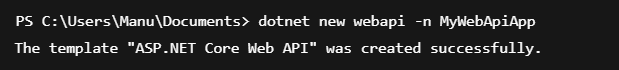 PS C:\Users\Manu\Documents> dotnet new webapi -n MyWebApiApp
The template "ASP.NET Core Web API" was created successfully.